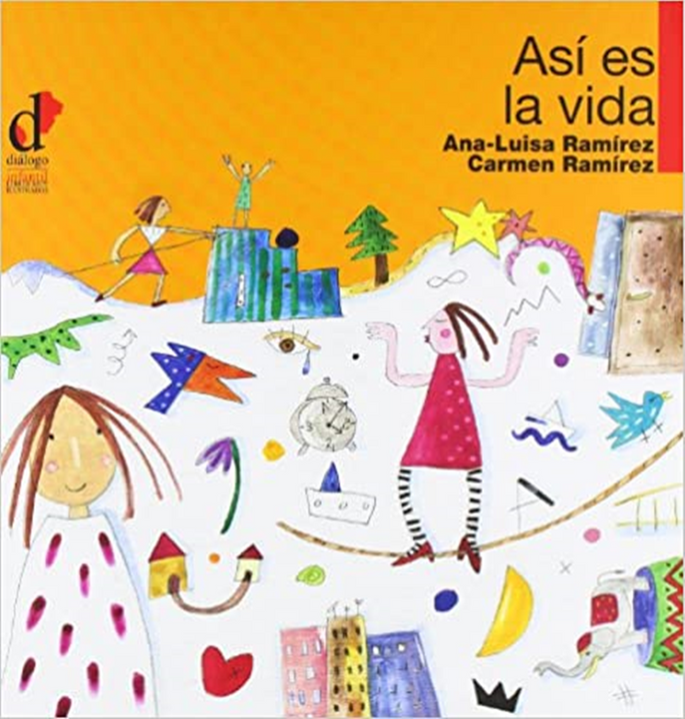 Así es
la vida
Ana-Luisa Ramírez
Carmen Ramírez
d
diálogo
infantil